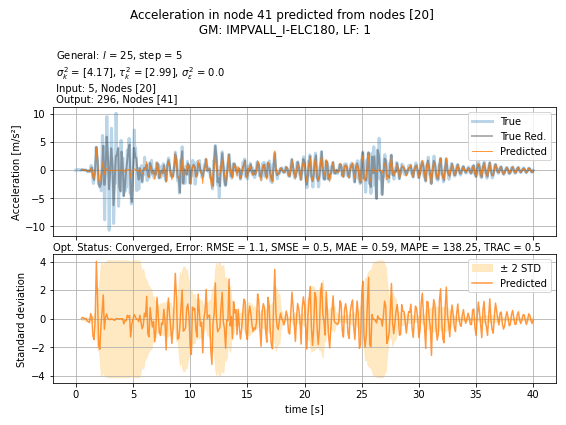 Acceleration in node 41 predicted from nodes [20]
GM: IMPVALL_I-ELC180, LF: 1
General: l = 25, step = 5
σ²ₖ = [4.17], τ²ₖ = [2.99], σ²ε = 0.0
Input: 5, Nodes [20]
Output: 296, Nodes [41]
Acceleration [m/s²]
10
5
0
−5
−10
True
True Red.
Predicted
Opt. Status: Converged, Error: RMSE = 1.1, SMSE = 0.5, MAE = 0.59, MAPE = 138.25, TRAC = 0.5
Standard deviation
4
2
0
−2
−4
± 2 STD
Predicted
0 5 10 15 20 25 30 35 40
time [s]